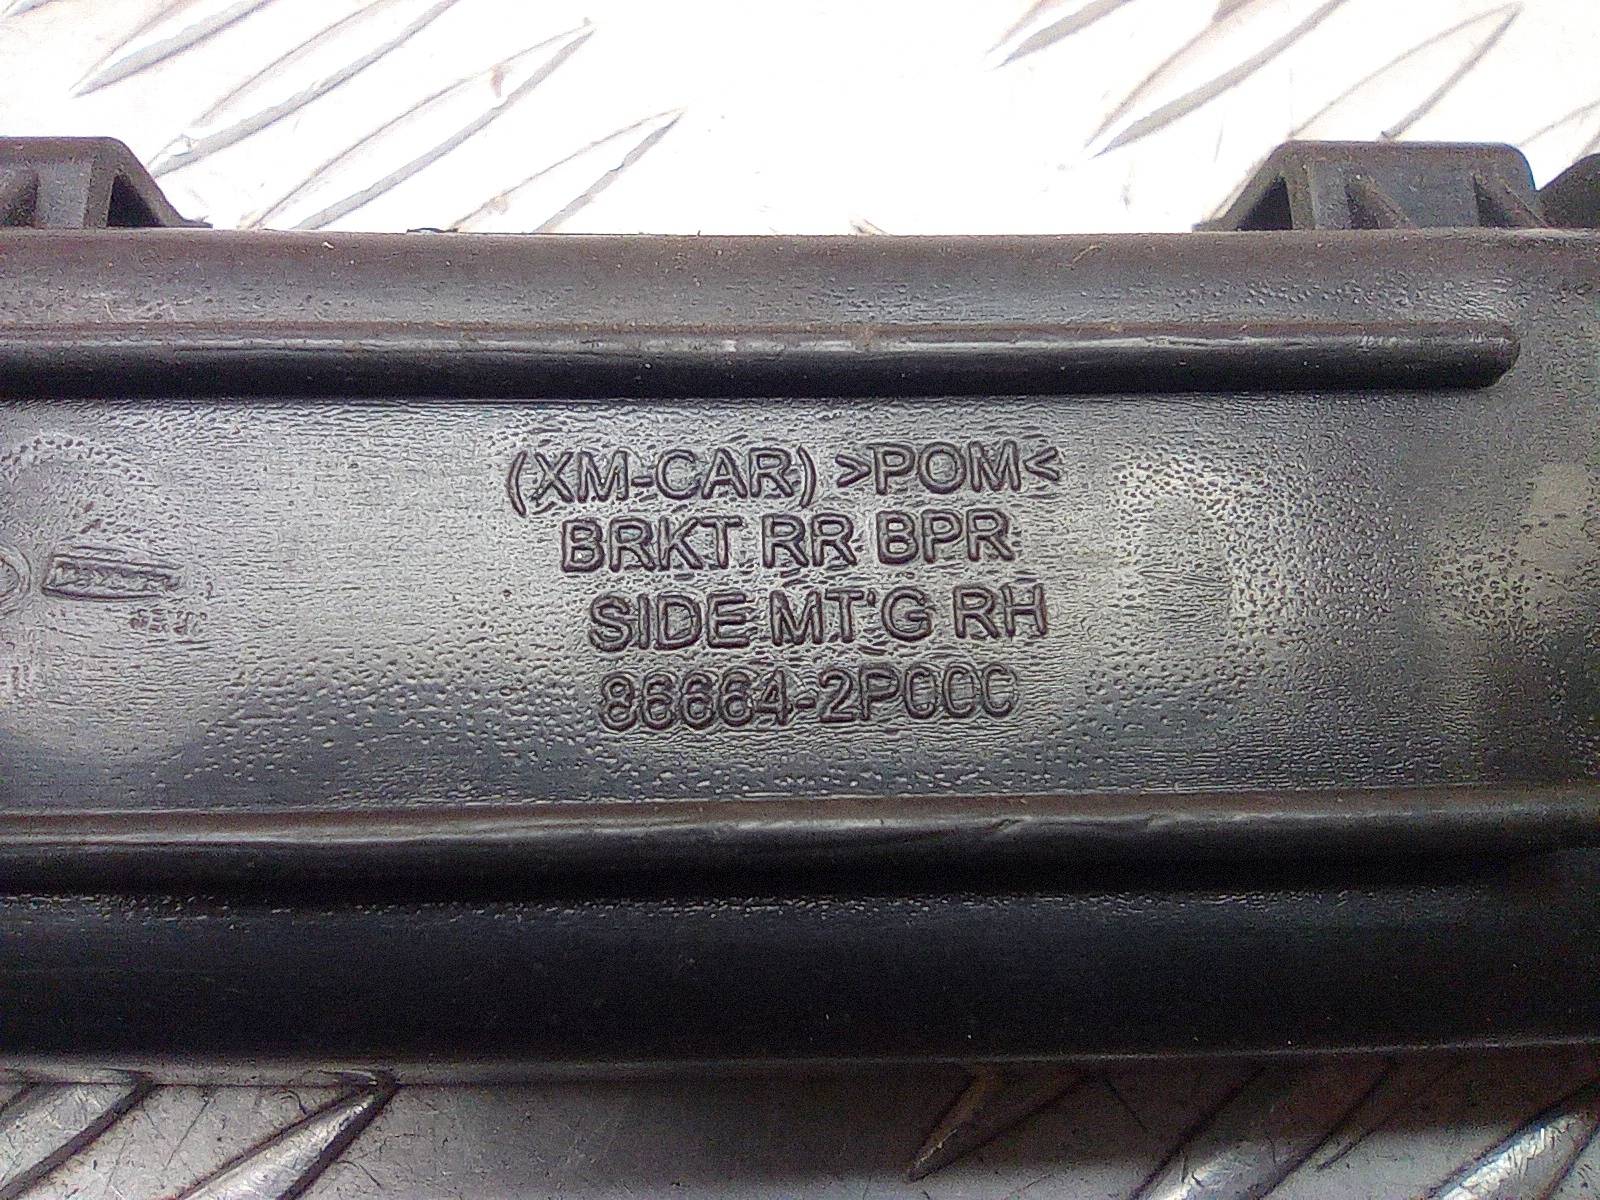 (XM-CAR) >POM<
BRKT RR BPR
SIDE MT'G RH
86664-2P000